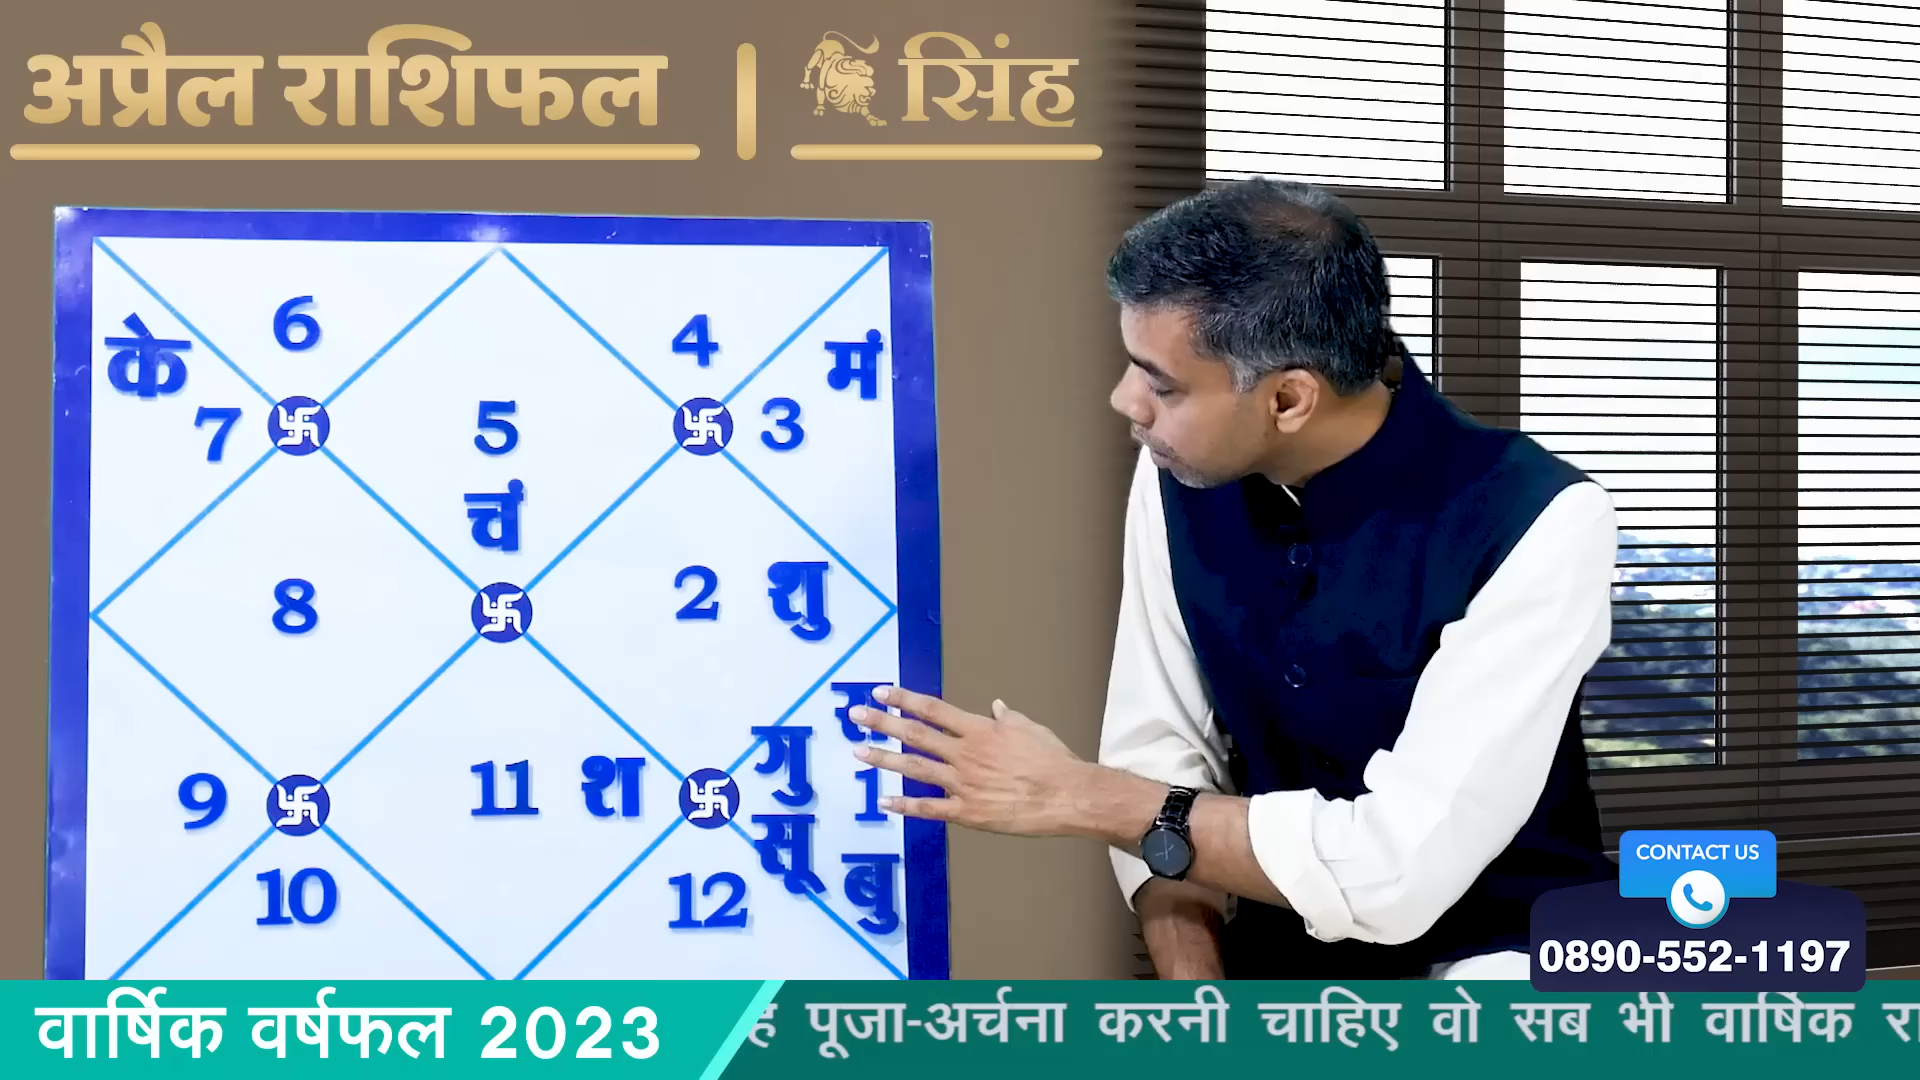 अप्रैल राशिफल | सिंह
6
4
के
मं
7
5
3
चं
8
2 शु
रा
गु
9
11 श
1
सू
बु
10
12
CONTACT US
0890-552-1197
वार्षिक वर्षफल 2023
पूजा-अर्चना करनी चाहिए वो सब भी वार्षिक